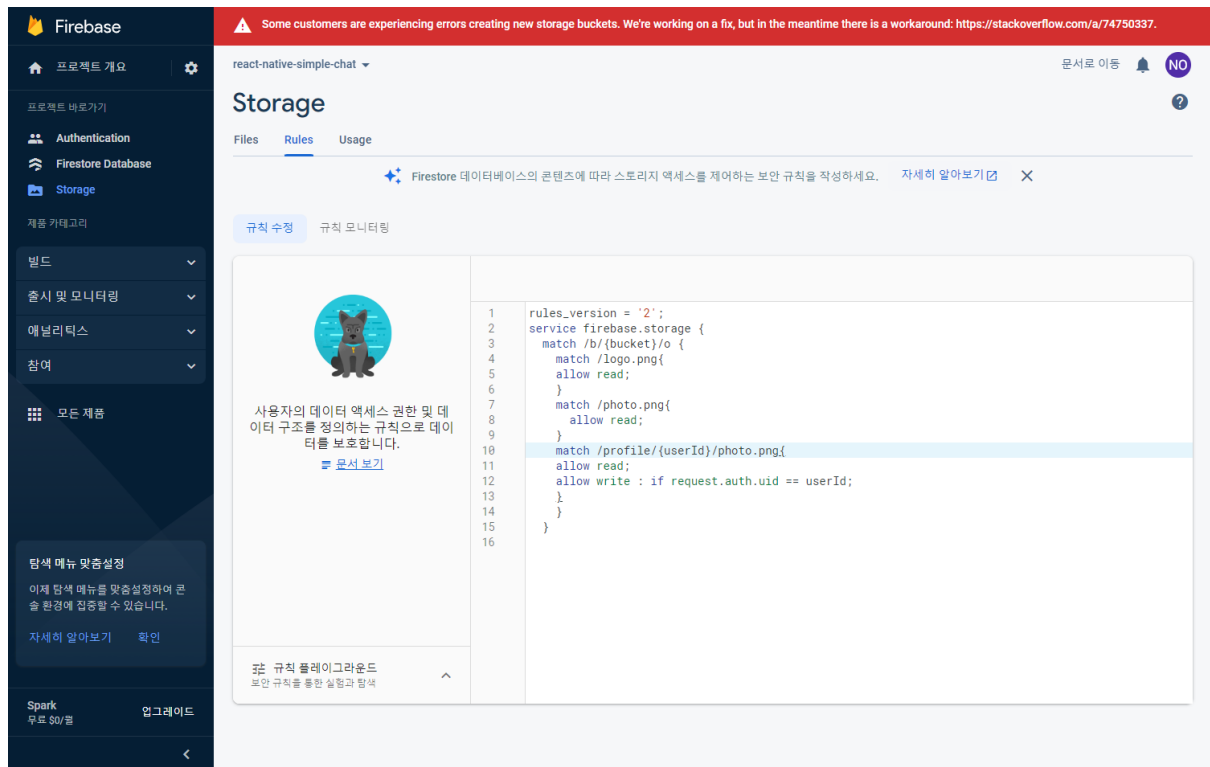 Firebase
Some customers are experiencing errors creating new storage buckets. We're working on a fix, but in the meantime there is a workaround: https://stackoverflow.com/a/74750337.
프로젝트 개요
react-native-simple-chat
문서로 이동
NO
프로젝트 바로가기
Storage
Authentication
Files Rules Usage
Firestore Database
Firestore 데이터베이스의 콘텐츠에 따라 스토리지 액세스를 제어하는 보안 규칙을 작성하세요. 자세히 알아보기
Storage
제품 카테고리
규칙 수정 규칙 모니터링
빌드
출시 및 모니터링
애널리틱스
참여
모든 제품
사용자의 데이터 액세스 권한 및 데
이터 구조를 정의하는 규칙으로 데이
터를 보호합니다.
문서 보기
1 rules_version = '2';
2 service firebase.storage {
3 match /b/{bucket}/o {
4 match /logo.png{
5 allow read;
6 }
7 match /photo.png{
8 allow read;
9 }
10 match /profile/{userId}/photo.png{
11 allow read;
12 allow write : if request.auth.uid == userId;
13 }
14 }
15 }
16
탐색 메뉴 맞춤설정
이제 탐색 메뉴를 맞춤설정하여 콘
솔 환경에 집중할 수 있습니다.
자세히 알아보기 확인
규칙 플레이그라운드
보안 규칙을 통한 실험과 탐색
Spark
무료 $0/월
업그레이드